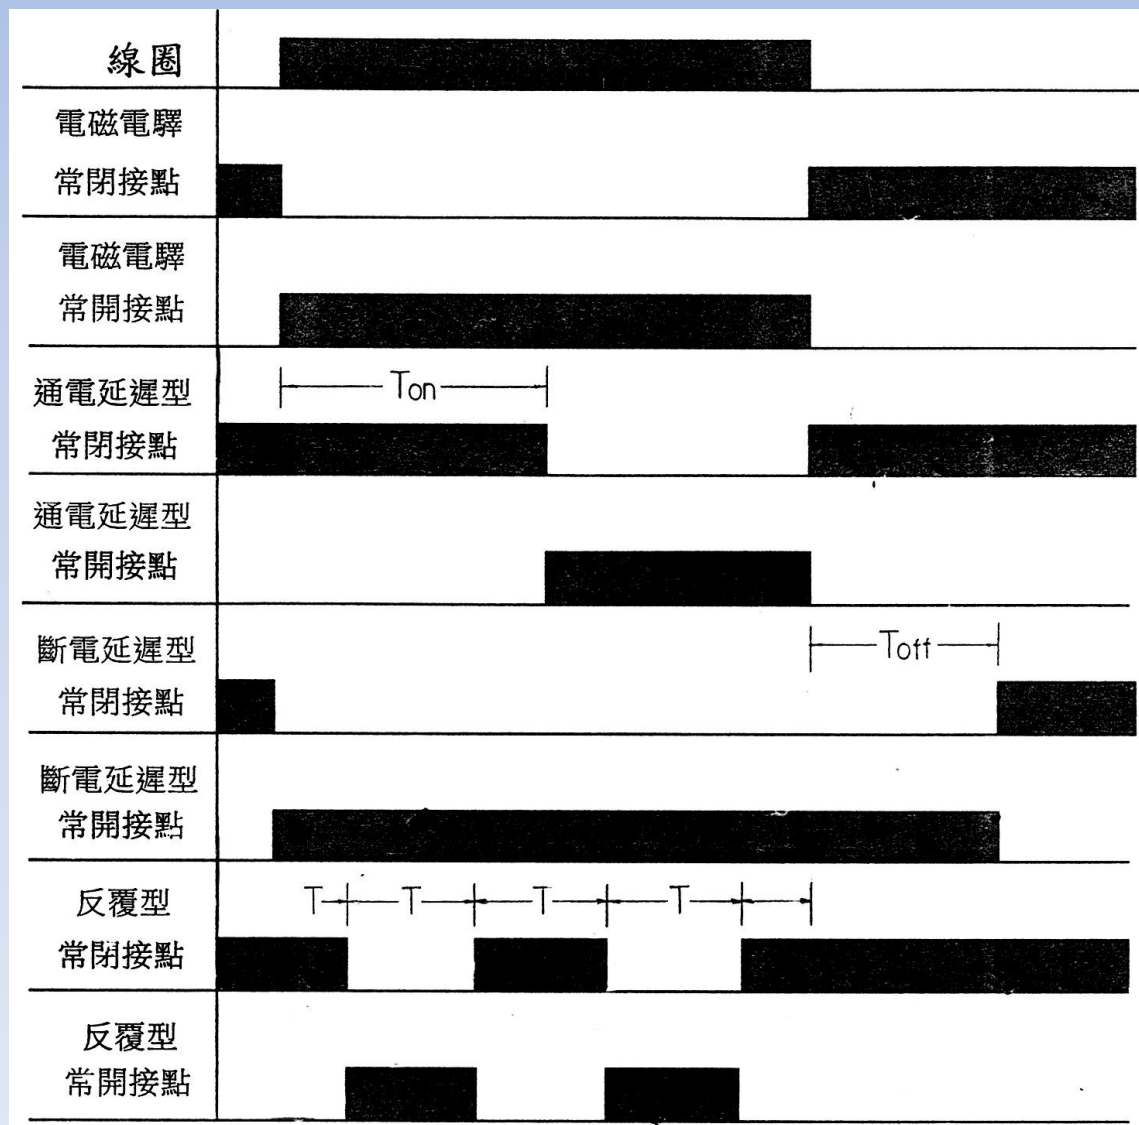 線圈
電磁電驛
常閉接點
電磁電驛
常開接點
Ton
通電延遲型
常閉接點
通電延遲型
常開接點
Toff
斷電延遲型
常閉接點
斷電延遲型
常開接點
T T T T
反覆型
常閉接點
反覆型
常開接點